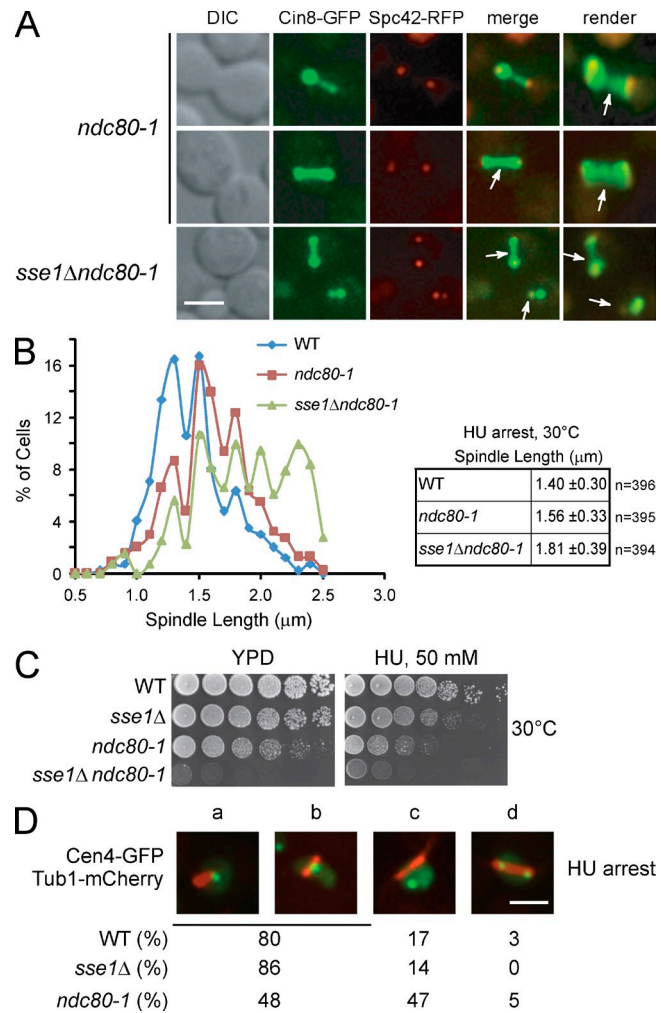 A
DIC Cin8-GFP Spc42-RFP merge render
ndc80-1
sse1Δndc80-1
B
WT
ndc80-1
sse1Δndc80-1
% of Cells
16
12
8
4
0
0.5 1.0 1.5 2.0 2.5 3.0
Spindle Length (μm)
HU arrest, 30°C
Spindle Length (μm)
WT 1.40 ±0.30 n=396
ndc80-1 1.56 ±0.33 n=395
sse1Δndc80-1 1.81 ±0.39 n=394
C
YPD HU, 50 mM
WT
sse1Δ
ndc80-1
sse1Δ ndc80-1
30°C
D
a b c d
Cen4-GFP
Tub1-mCherry
HU arrest
WT (%) 80 17 3
sse1Δ (%) 86 14 0
ndc80-1 (%) 48 47 5